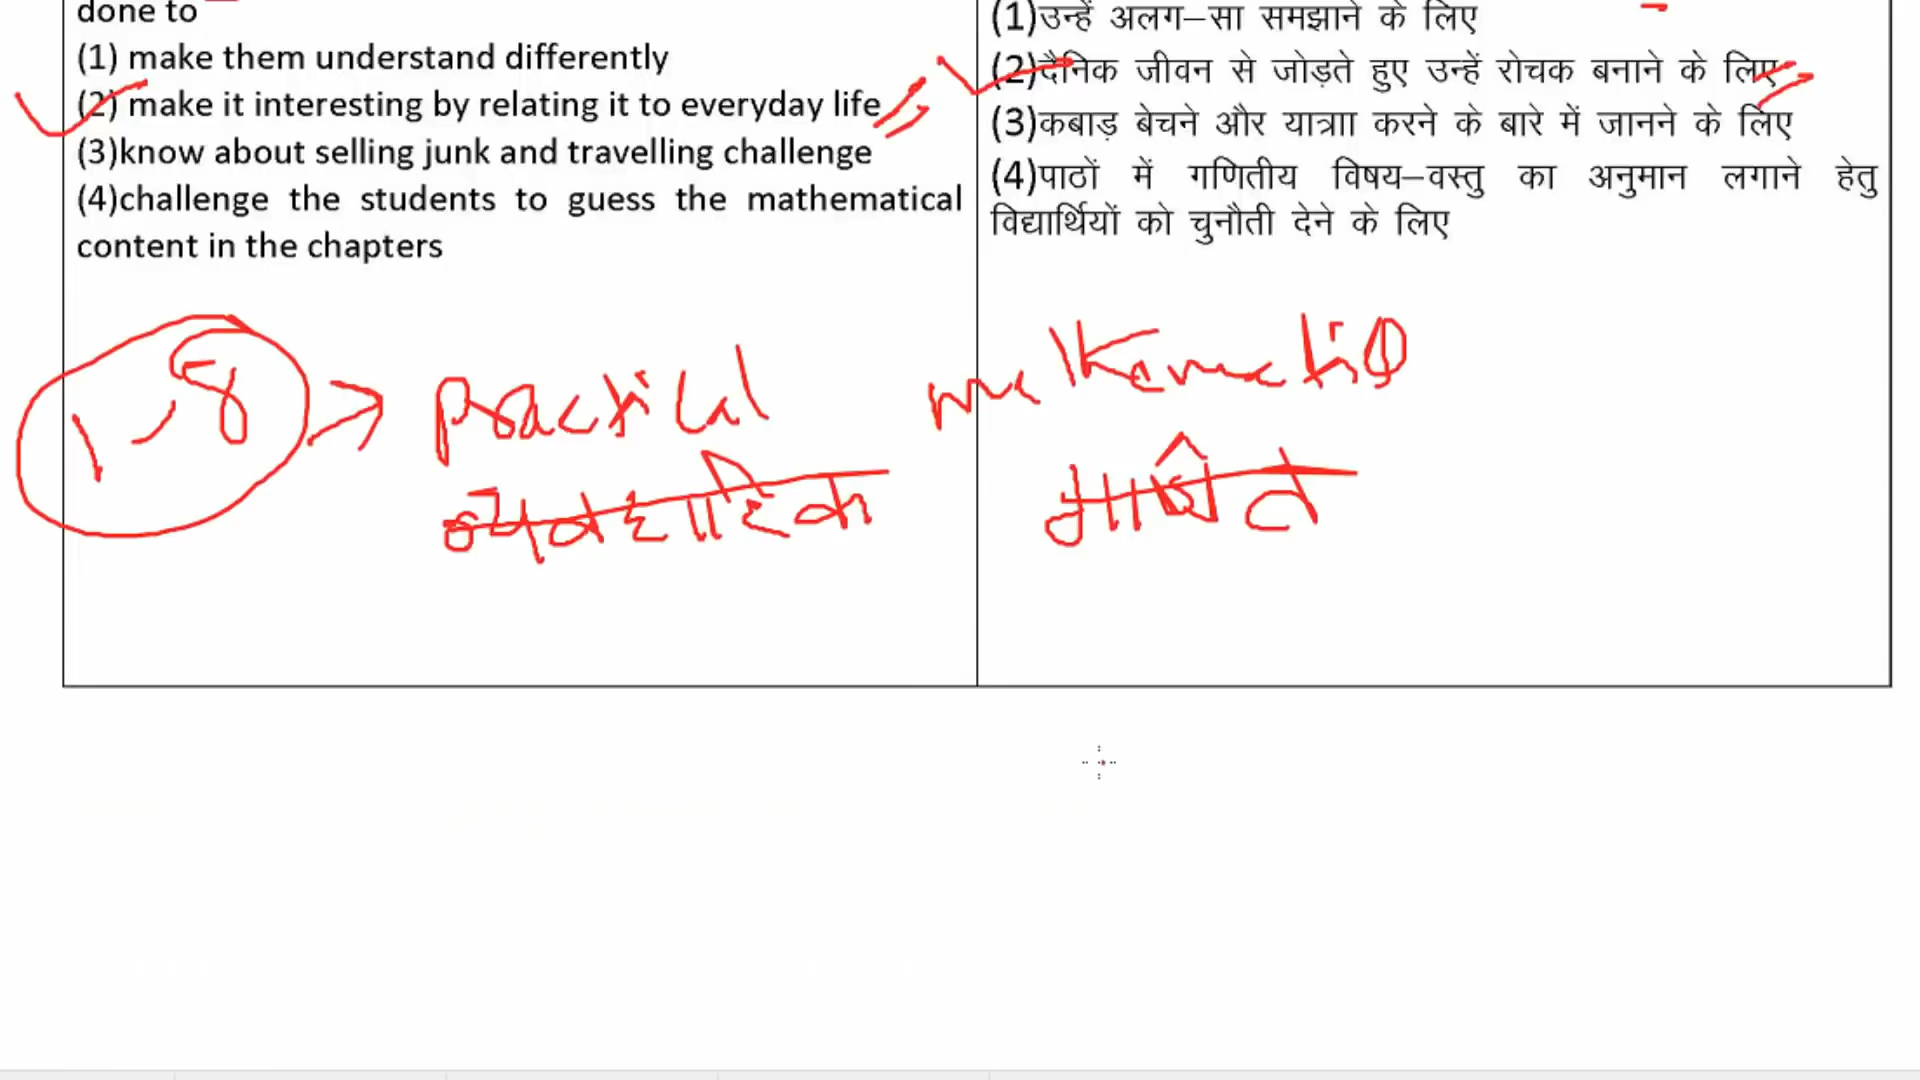 done to
(1) make them understand differently
(2) make it interesting by relating it to everyday life
(3)know about selling junk and travelling challenge
(4)challenge the students to guess the mathematical
content in the chapters
(1)उन्हें अलग–सा समझाने के लिए
(2)दैनिक जीवन से जोड़ते हुए उन्हें रोचक बनाने के लिए
(3)कबाड़ बेचने और यात्राा करने के बारे में जानने के लिए
(4)पाठों में गणितीय विषय–वस्तु का अनुमान लगाने हेतु
विद्यार्थियों को चुनौती देने के लिए
1-8 → Practical